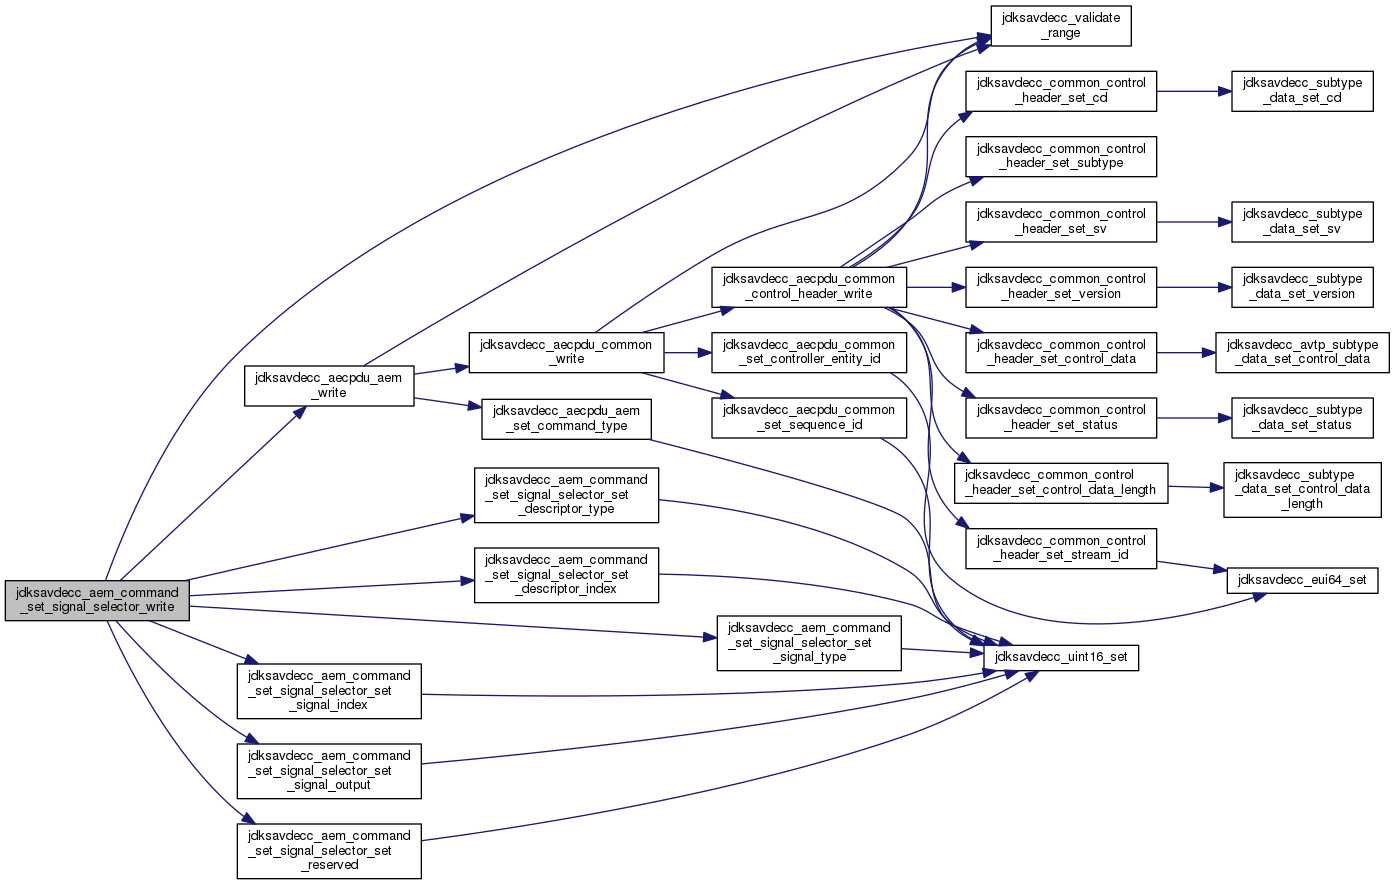 jdksavdecc_aem_command
_set_signal_selector_write
jdksavdecc_aecpdu_aem
_write
jdksavdecc_aem_command
_set_signal_selector_set
_signal_index
jdksavdecc_aem_command
_set_signal_selector_set
_signal_output
jdksavdecc_aem_command
_set_signal_selector_set
_reserved
jdksavdecc_aecpdu_common
_write
jdksavdecc_aecpdu_aem
_set_command_type
jdksavdecc_aem_command
_set_signal_selector_set
_descriptor_type
jdksavdecc_aem_command
_set_signal_selector_set
_descriptor_index
jdksavdecc_aecpdu_common
_control_header_write
jdksavdecc_aecpdu_common
_set_controller_entity_id
jdksavdecc_aecpdu_common
_set_sequence_id
jdksavdecc_aem_command
_set_signal_selector_set
_signal_type
jdksavdecc_validate
_range
jdksavdecc_common_control
_header_set_cd
jdksavdecc_common_control
_header_set_subtype
jdksavdecc_common_control
_header_set_sv
jdksavdecc_common_control
_header_set_version
jdksavdecc_common_control
_header_set_control_data
jdksavdecc_common_control
_header_set_status
jdksavdecc_common_control
_header_set_control_data_length
jdksavdecc_common_control
_header_set_stream_id
jdksavdecc_uint16_set
jdksavdecc_subtype
_data_set_cd
jdksavdecc_subtype
_data_set_sv
jdksavdecc_subtype
_data_set_version
jdksavdecc_avtp_subtype
_data_set_control_data
jdksavdecc_subtype
_data_set_status
jdksavdecc_subtype
_data_set_control_data
_length
jdksavdecc_eui64_set